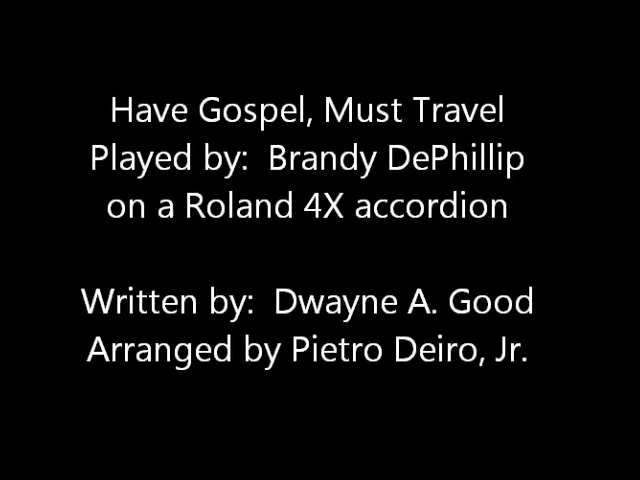 Have Gospel, Must Travel
Played by:  Brandy DePhillip
on a Roland 4X accordion
Written by:  Dwayne A. Good
Arranged by Pietro Deiro, Jr.